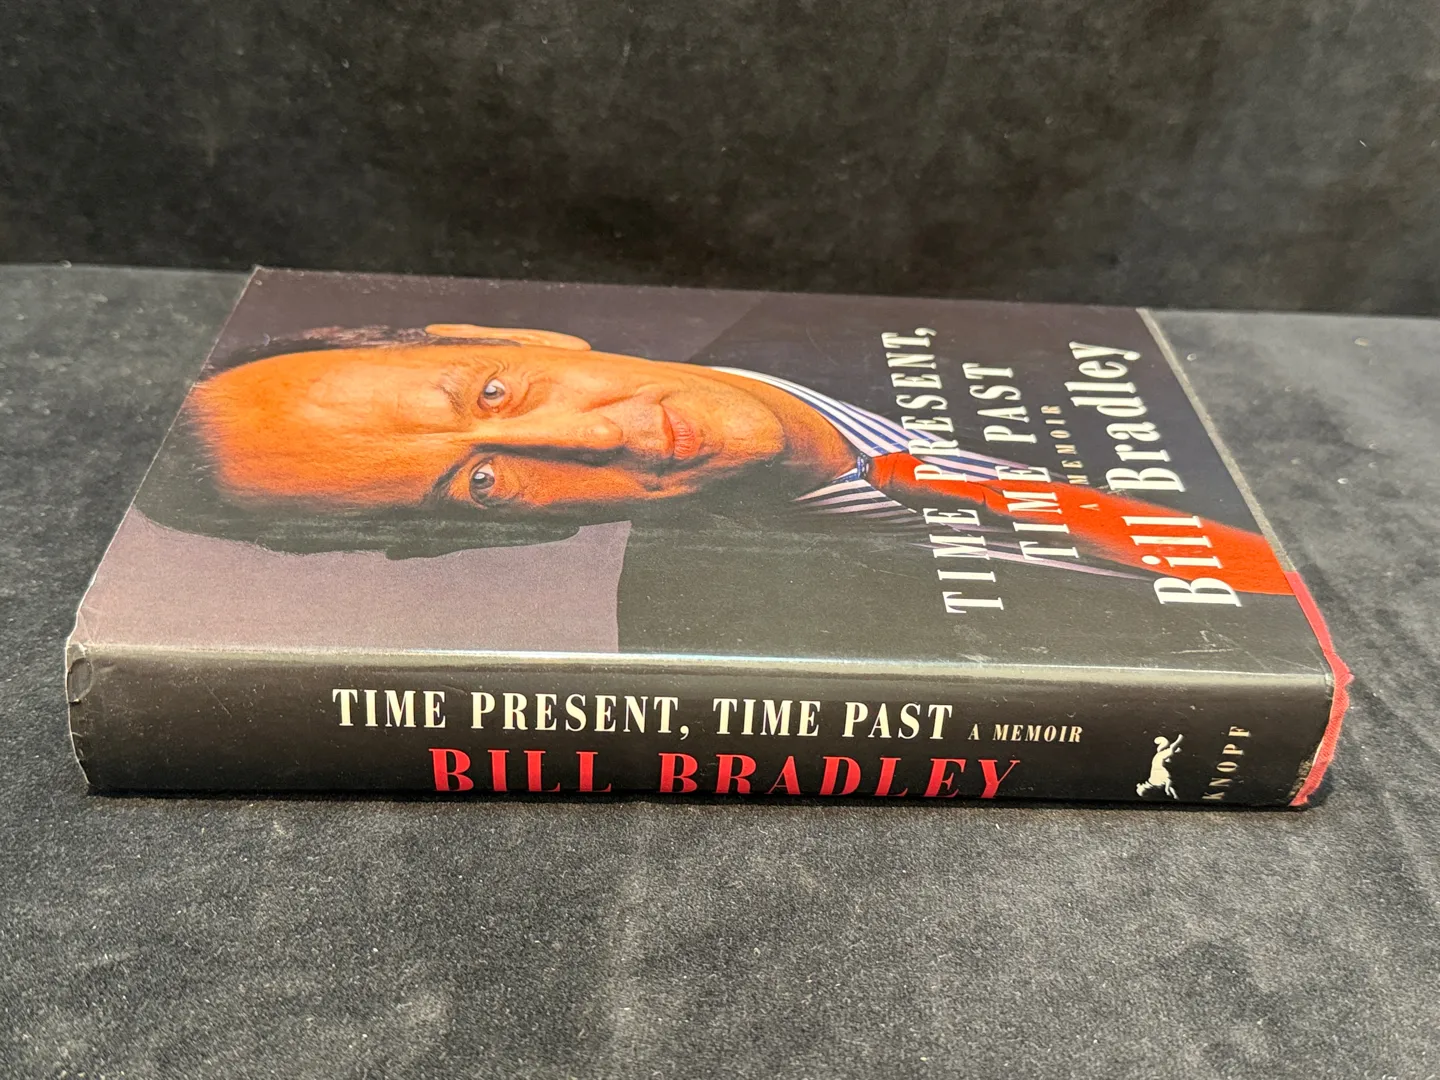 TIME PRESENT,
TIME PAST
A MEMOIR
Bill Bradley
TIME PRESENT, TIME PAST A MEMOIR
BILL BRADLEY
KNOPF